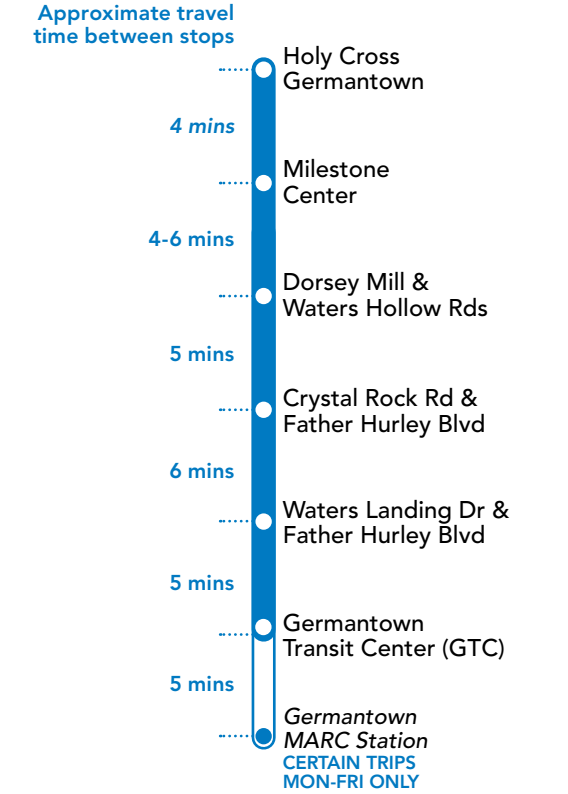 Approximate travel
time between stops
Holy Cross
Germantown
4 mins
Milestone
Center
4-6 mins
Dorsey Mill &
Waters Hollow Rds
5 mins
Crystal Rock Rd &
Father Hurley Blvd
6 mins
Waters Landing Dr &
Father Hurley Blvd
5 mins
Germantown
Transit Center (GTC)
5 mins
Germantown
MARC Station
CERTAIN TRIPS
MON-FRI ONLY